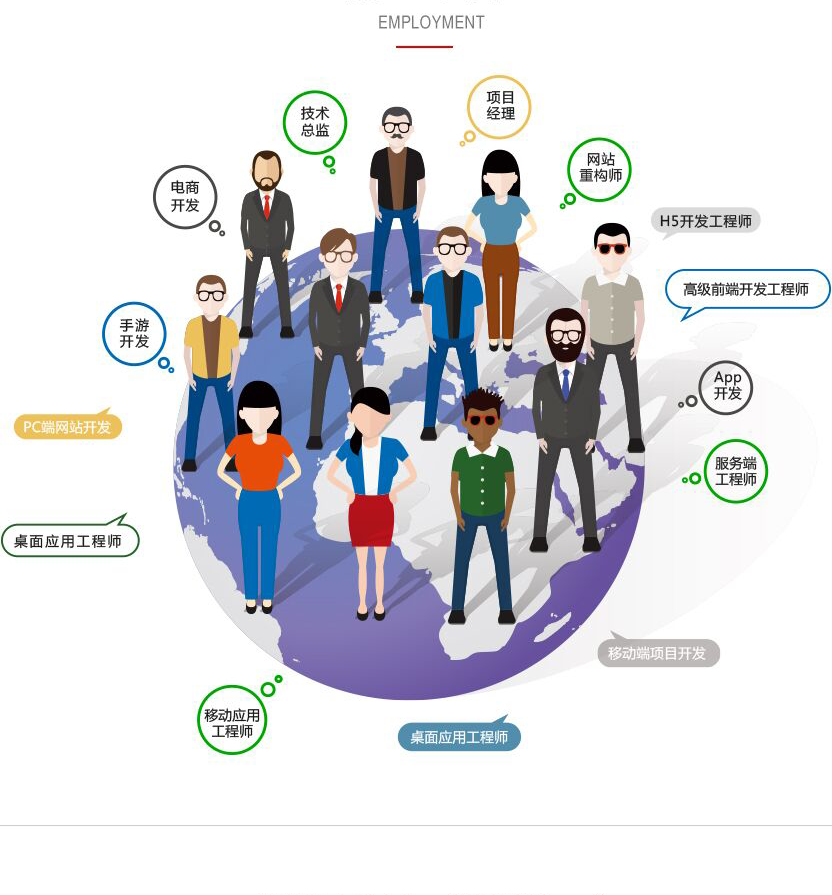 EMPLOYMENT
技术
总监
项目
经理
网站
重构师
电商
开发
H5开发工程师
高级前端开发工程师
手游
开发
App
开发
PC端网站开发
服务端
工程师
桌面应用工程师
移动端项目开发
移动应用
工程师
桌面应用工程师